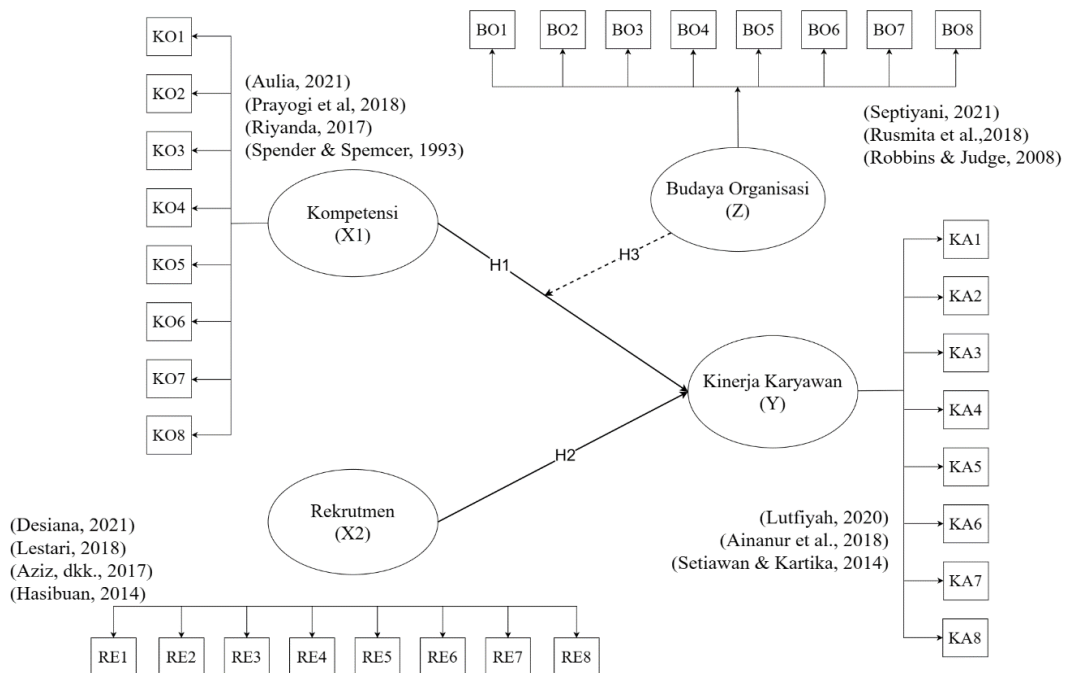 KO1
KO2
KO3
KO4
KO5
KO6
KO7
KO8
(Aulia, 2021)
(Prayogi et al, 2018)
(Riyanda, 2017)
(Spender & Spemcer, 1993)
Kompetensi
(X1)
BO1
BO2
BO3
BO4
BO5
BO6
BO7
BO8
(Septiyani, 2021)
(Rusmita et al.,2018)
(Robbins & Judge, 2008)
Budaya Organisasi
(Z)
H1
H3
H2
Kinerja Karyawan
(Y)
KA1
KA2
KA3
KA4
KA5
KA6
KA7
KA8
(Lutfiyah, 2020)
(Ainanur et al., 2018)
(Setiawan & Kartika, 2014)
Rekrutmen
(X2)
(Desiana, 2021)
(Lestari, 2018)
(Aziz, dkk., 2017)
(Hasibuan, 2014)
RE1
RE2
RE3
RE4
RE5
RE6
RE7
RE8